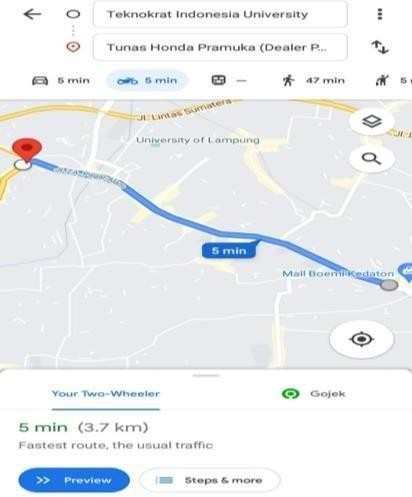 Teknokrat Indonesia University
Tunas Honda Pramuka (Dealer P...
5 min
5 min
—
47 min
5
Jl. Lintas Sumatera
University of Lampung
5 min
Mall Boemi Kedaton
Your Two-Wheeler
Gojek
5 min (3.7 km)
Fastest route, the usual traffic
Preview
Steps & more